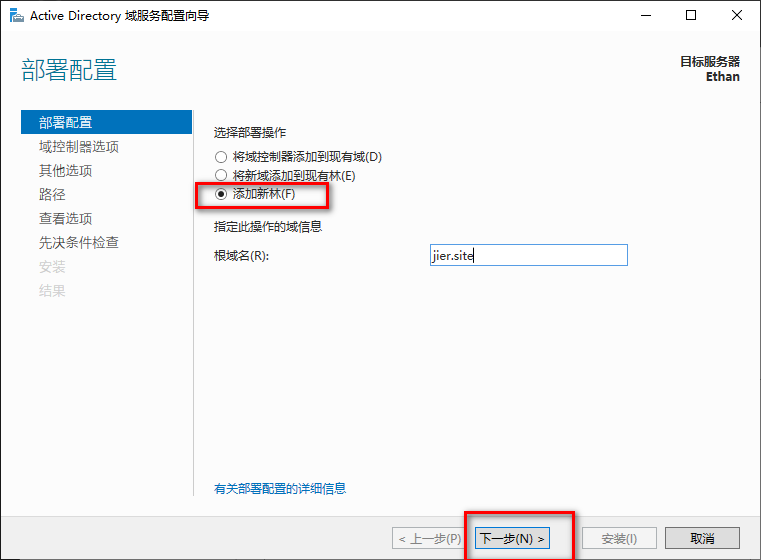 Active Directory 域服务配置向导
部署配置
目标服务器
Ethan
部署配置
域控制器选项
其他选项
路径
查看选项
先决条件检查
安装
结果
选择部署操作
将域控制器添加到现有域(D)
将新域添加到现有林(E)
添加新林(F)
指定此操作的域信息
根域名(R):
jier.site
有关部署配置的详细信息
< 上一步(P)
下一步(N) >
安装(I)
取消